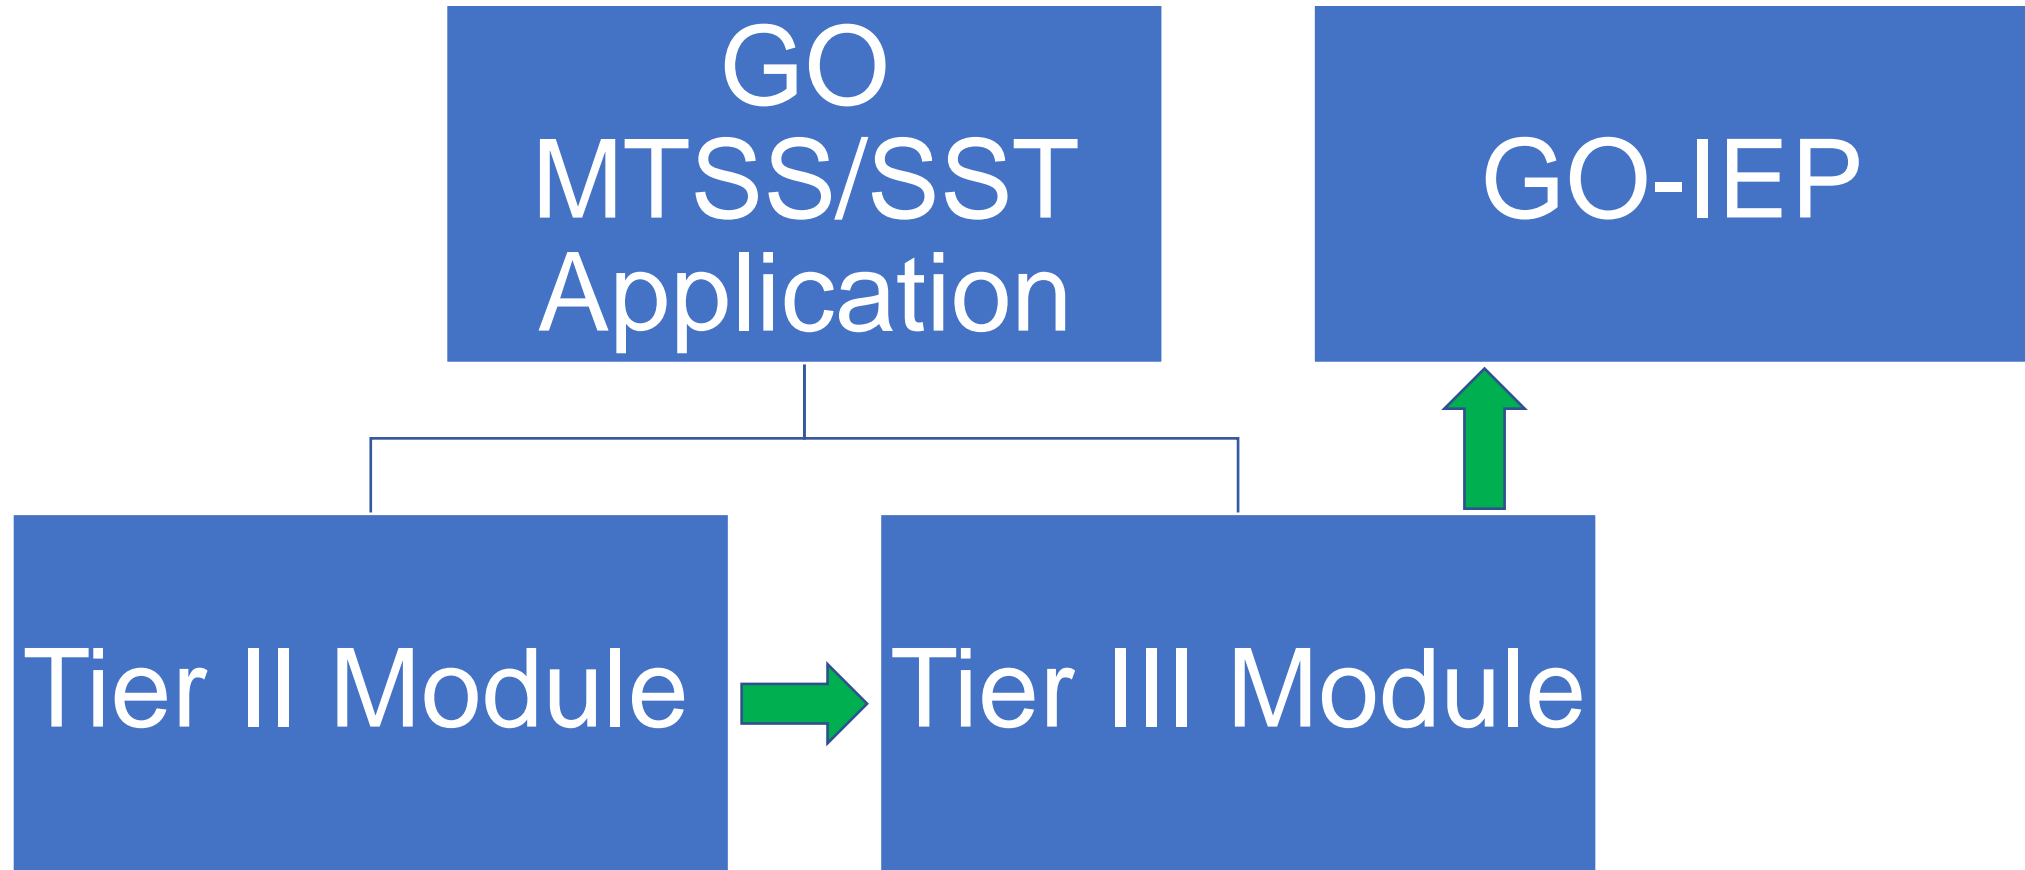 GO
MTSS/SST
Application
GO-IEP
Tier II Module
Tier III Module